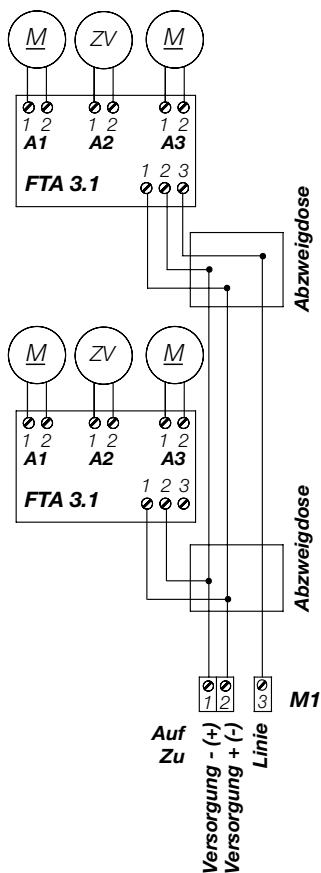 M ZV M
1 2 1 2 1 2
A1 A2 A3
1 2 3
FTA 3.1
Abzweigdose
M ZV M
1 2 1 2 1 2
A1 A2 A3
1 2 3
FTA 3.1
Abzweigdose
1 2 3 M1
Auf
Zu
Versorgung - (+)
Versorgung + (-)
Linie